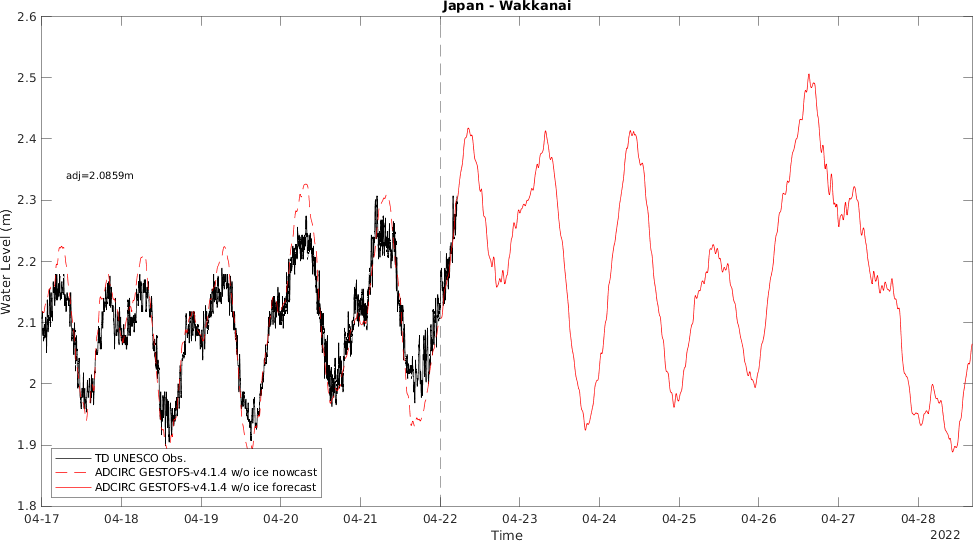 Japan - Wakkanai
2.6
2.5
2.4
2.3
2.2
2.1
2
1.9
1.8
Water Level (m)
adj=2.0859m
TD UNESCO Obs.
ADCIRC GESTOFS-v4.1.4 w/o ice nowcast
ADCIRC GESTOFS-v4.1.4 w/o ice forecast
04-17 04-18 04-19 04-20 04-21 04-22 04-23 04-24 04-25 04-26 04-27 04-28
Time
2022